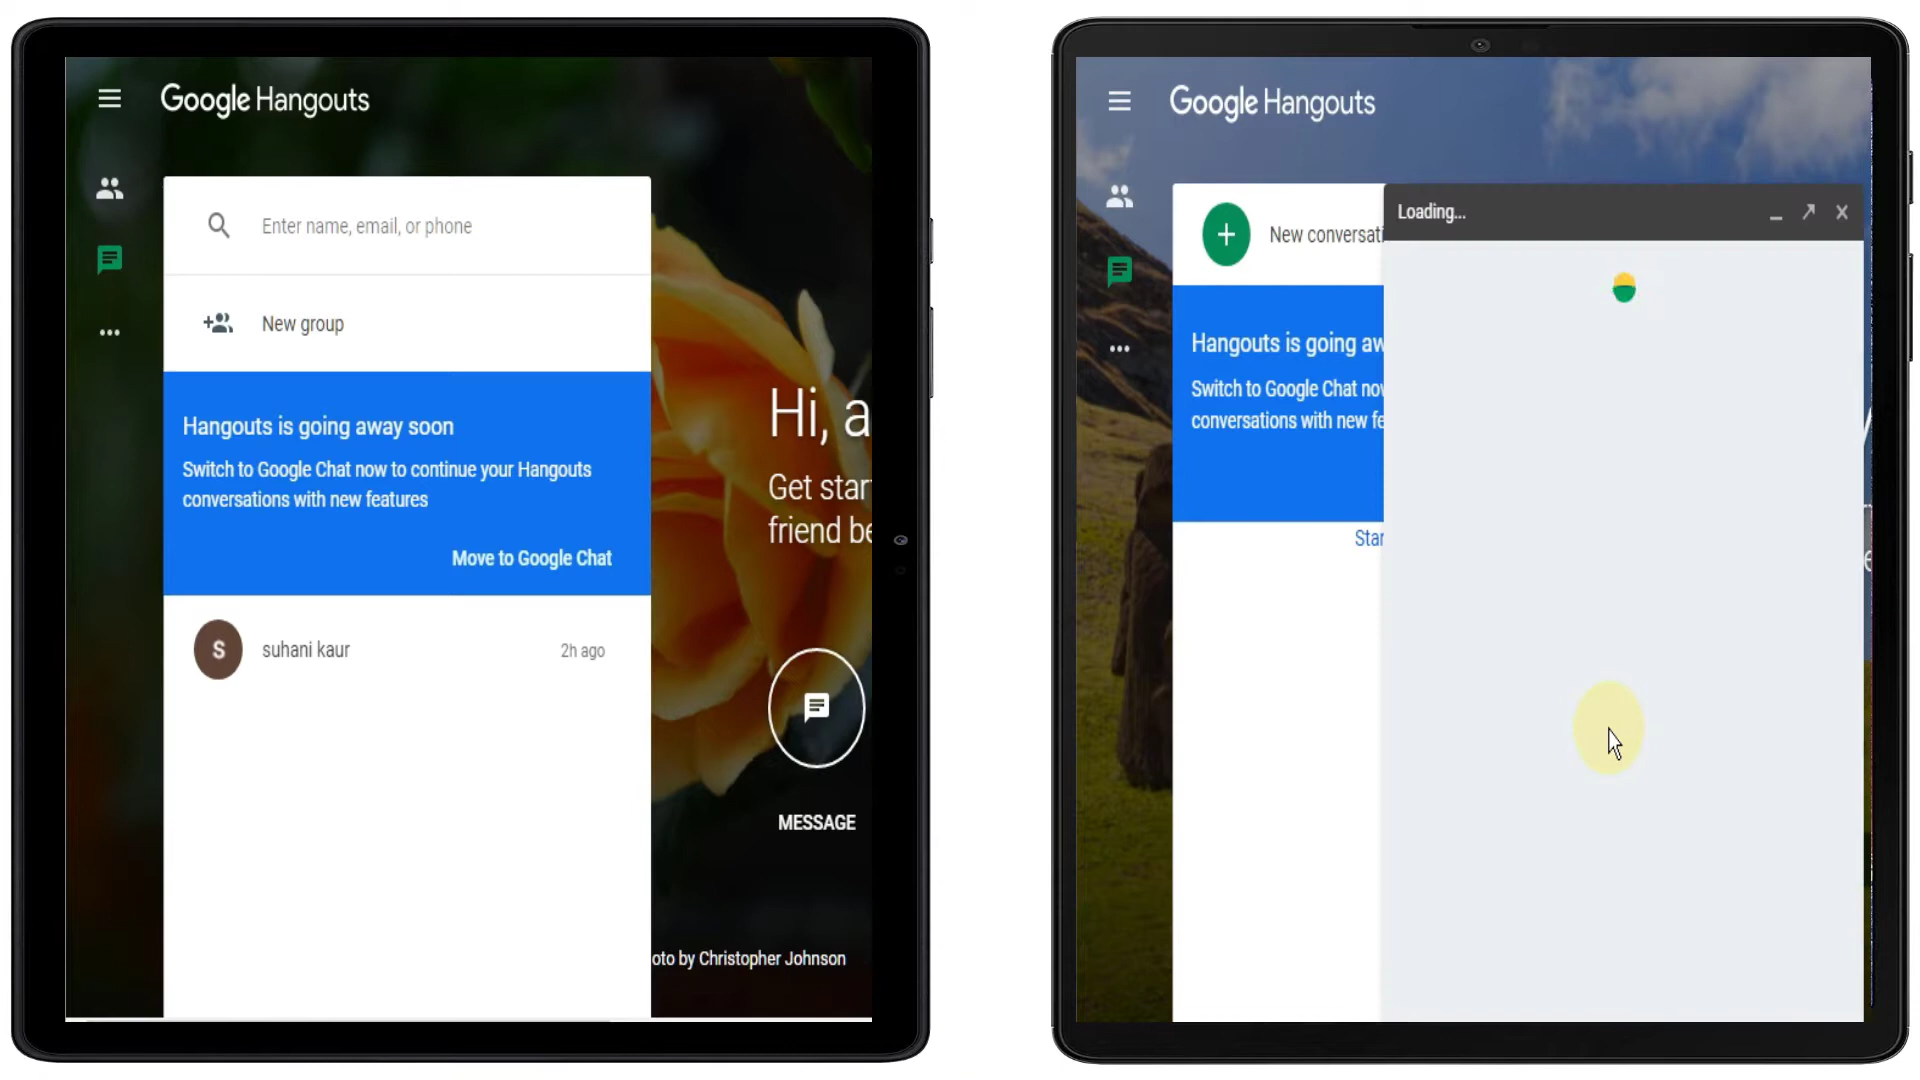 Google Hangouts
Enter name, email, or phone
New group
Hangouts is going away soon
Switch to Google Chat now to continue your Hangouts
conversations with new features
Move to Google Chat
S
suhani kaur
2h ago
Hi, a
Get star
friend be
MESSAGE
oto by Christopher Johnson
Google Hangouts
New conversati
Loading...
Hangouts is going aw
Switch to Google Chat now
conversations with new fe
Star